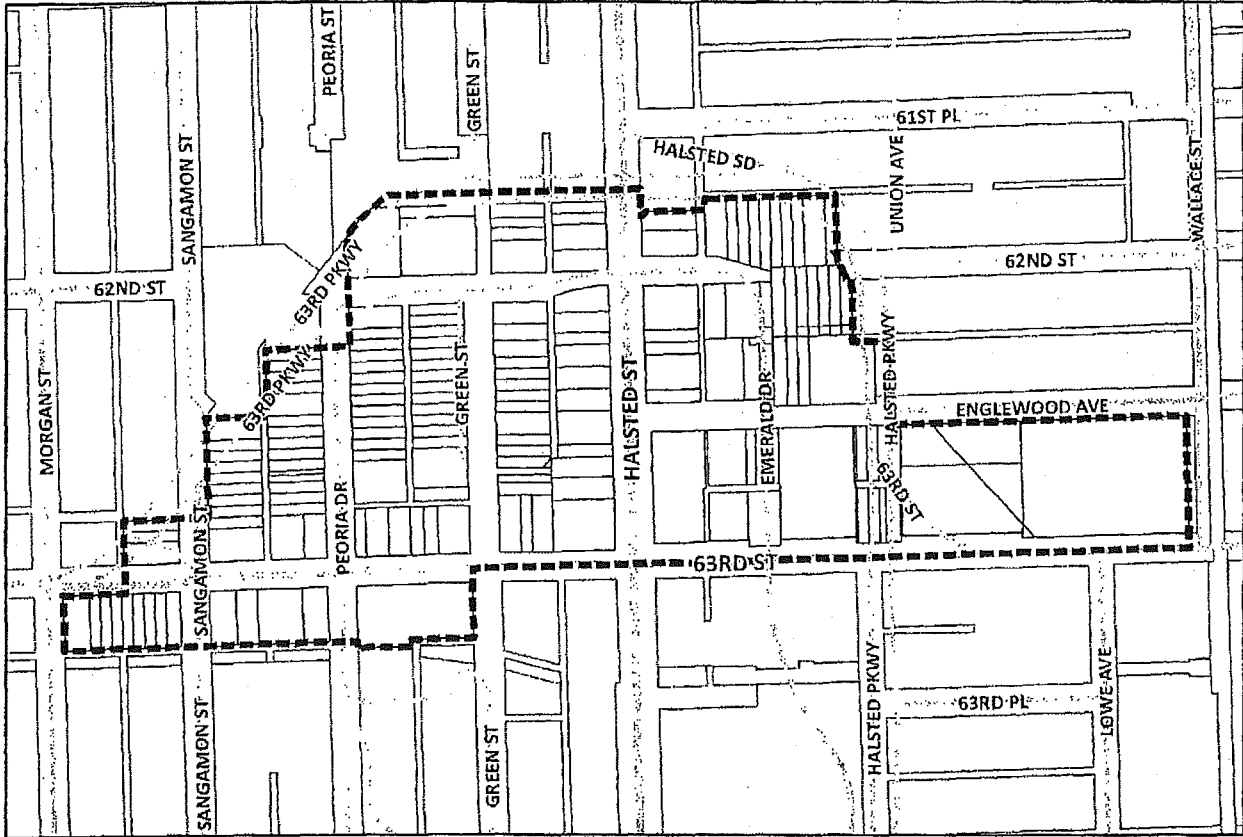 PEORIA ST
GREEN ST
SANGAMON ST
61ST PL
HALSTED SD
UNION AVE
WALLACE ST
62ND ST
63RD PKWY
62ND ST
63RD PKWY
MORGAN ST
GREEN ST
HALSTED ST
EMERALD DR
HALSTED PKWY
ENGLEWOOD AVE
63RD ST
PEORIA DR
SANGAMON ST
63RD ST
SANGAMON ST
GREEN ST
HALSTED PKWY
63RD PL
LOWE AVE